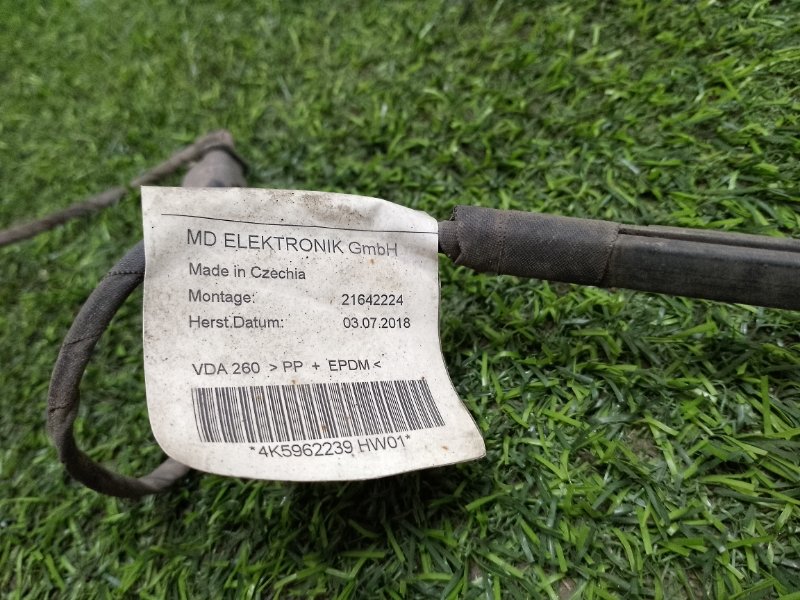 MD ELEKTRONIK GmbH
Made in Czechia
Montage: 21642224
Herst.Datum: 03.07.2018
VDA 260 >PP + EPDM<
*4K5962239 HW01*